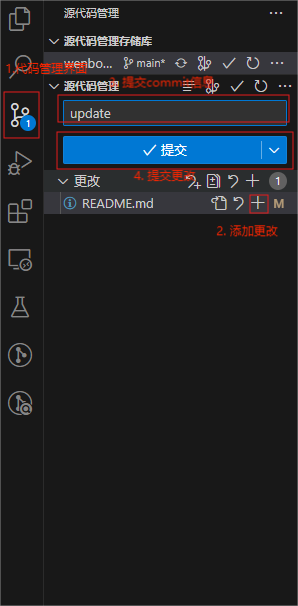 源代码管理
源代码管理存储库
1.代码管理界面
wenbo... main*
3. 提交commit信息
源代码管理
update
1
提交
4. 提交更改
更改 1
README.md M
2. 添加更改